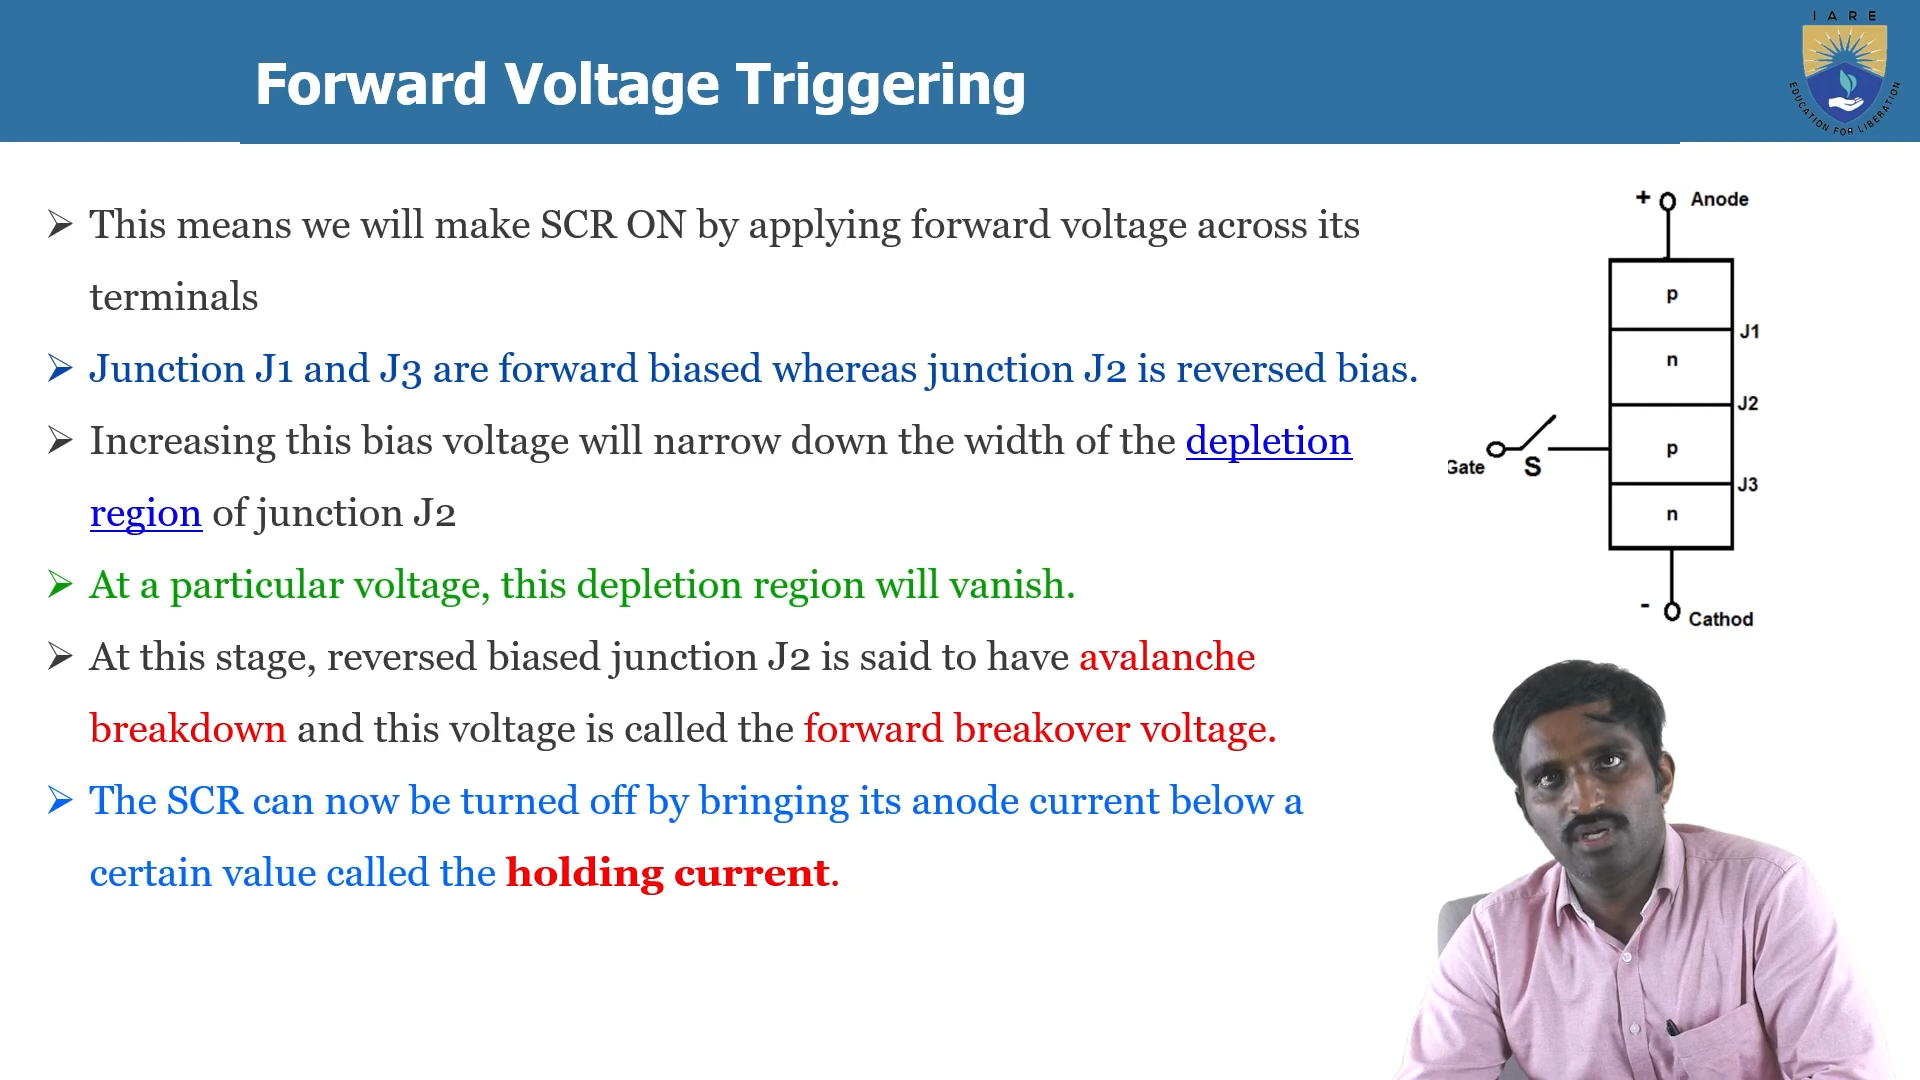 I A R E
EDUCATION FOR LIBERATION
Forward Voltage Triggering
➢ This means we will make SCR ON by applying forward voltage across its
terminals
➢ Junction J1 and J3 are forward biased whereas junction J2 is reversed bias.
➢ Increasing this bias voltage will narrow down the width of the depletion
region of junction J2
➢ At a particular voltage, this depletion region will vanish.
➢ At this stage, reversed biased junction J2 is said to have avalanche
breakdown and this voltage is called the forward breakover voltage.
➢ The SCR can now be turned off by bringing its anode current below a
certain value called the holding current.
+ Anode
p
J1
n
J2
p
Gate S
J3
n
- Cathod